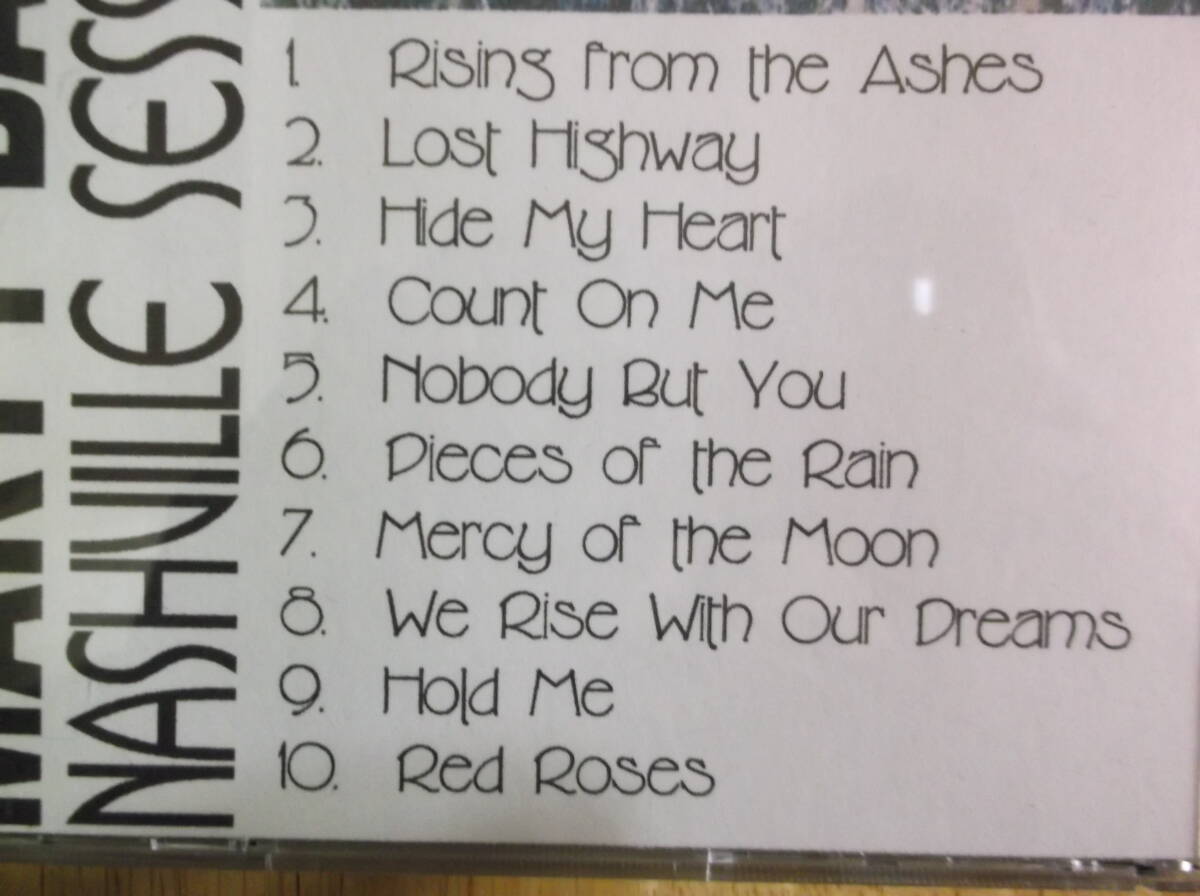 NASHVILLE
1. Rising from the Ashes
2. Lost Highway
3. Hide My Heart
4. Count On Me
5. Nobody But You
6. Pieces of the Rain
7. Mercy of the Moon
8. We Rise With Our Dreams
9. Hold Me
10. Red Roses